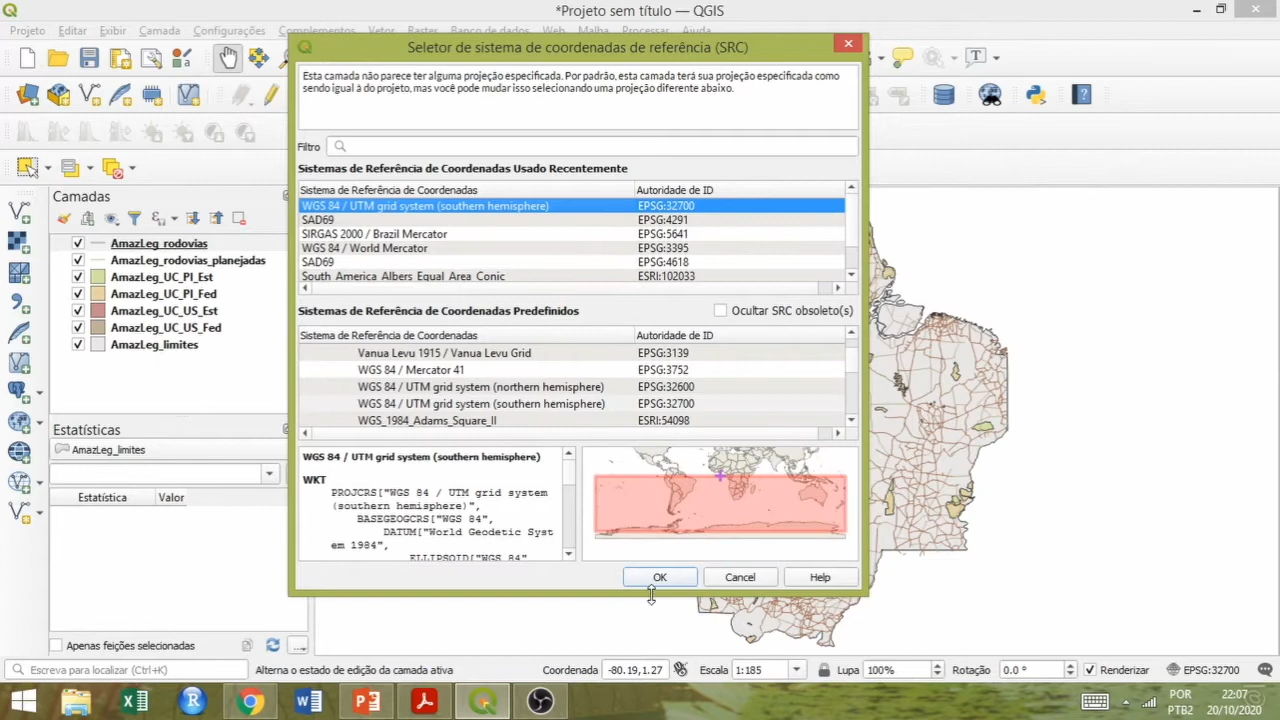 *Projeto sem título — QGIS
Projeto Editar Exibir Camada Configurações Complementos Vetor Raster Banco de dados Web Malha Processar Ajuda
Seletor de sistema de coordenadas de referência (SRC)
Esta camada não parece ter alguma projeção especificada. Por padrão, esta camada terá sua projeção especificada como
sendo igual à do projeto, mas você pode mudar isso selecionando uma projeção diferente abaixo.
Filtro
Sistemas de Referência de Coordenadas Usado Recentemente
Sistema de Referência de Coordenadas Autoridade de ID
WGS 84 / UTM grid system (southern hemisphere) EPSG:32700
SAD69 EPSG:4291
SIRGAS 2000 / Brazil Mercator EPSG:5641
WGS 84 / World Mercator EPSG:3395
SAD69 EPSG:4618
South_America_Albers_Equal_Area_Conic ESRI:102033
Sistemas de Referência de Coordenadas Predefinidos
Ocultar SRC obsoleto(s)
Sistema de Referência de Coordenadas Autoridade de ID
Vanua Levu 1915 / Vanua Levu Grid EPSG:3139
WGS 84 / Mercator 41 EPSG:3752
WGS 84 / UTM grid system (northern hemisphere) EPSG:32600
WGS 84 / UTM grid system (southern hemisphere) EPSG:32700
WGS_1984_Adams_Square_II ESRI:54098
WGS 84 / UTM grid system (southern hemisphere)
WKT
PROJCRS["WGS 84 / UTM grid system
(southern hemisphere)",
BASEGEOGCRS["WGS 84",
DATUM["World Geodetic Syst
em 1984",
ELLIPSOID["WGS 84"
OK Cancel Help
Camadas
AmazLeg_rodovias
AmazLeg_rodovias_planejadas
AmazLeg_UC_PI_Est
AmazLeg_UC_PI_Fed
AmazLeg_UC_US_Est
AmazLeg_UC_US_Fed
AmazLeg_limites
Estatísticas
AmazLeg_limites
Estatística Valor
Apenas feições selecionadas
Escreva para localizar (Ctrl+K) Alterna o estado de edição da camada ativa Coordenada -80.19,1.27 Escala 1:185 Lupa 100% Rotação 0.0 ° Renderizar EPSG:32700
POR
PTB2
22:07
20/10/2020